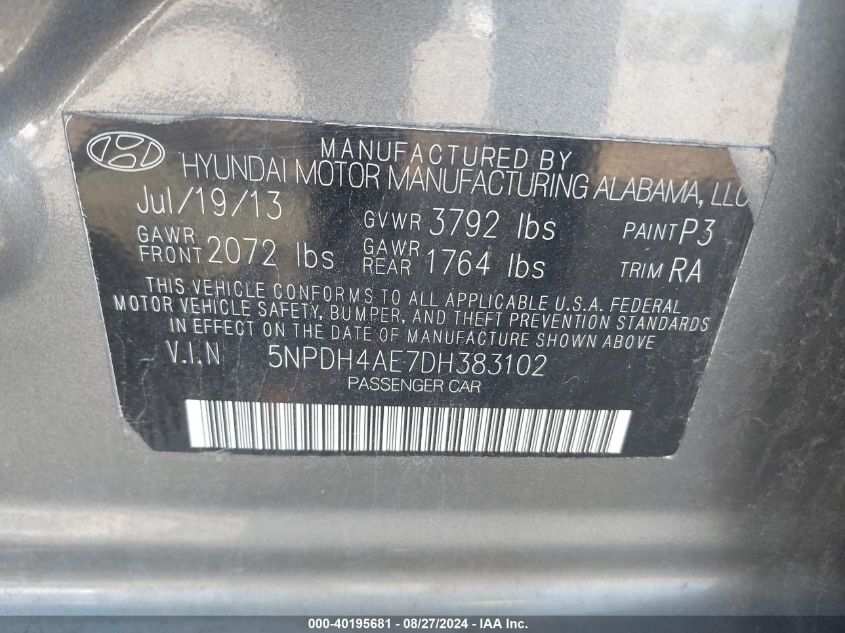 MANUFACTURED BY
HYUNDAI MOTOR MANUFACTURING ALABAMA, LLC
Jul/19/13 GVWR 3792 lbs PAINT P3
GAWR FRONT 2072 lbs GAWR REAR 1764 lbs TRIM RA
THIS VEHICLE CONFORMS TO ALL APPLICABLE U.S.A. FEDERAL
MOTOR VEHICLE SAFETY, BUMPER, AND THEFT PREVENTION STANDARDS
IN EFFECT ON THE DATE OF MANUFACTURE SHOWN ABOVE
V.I.N 5NPDH4AE7DH383102
PASSENGER CAR
000-40195681 - 08/27/2024 - © Copyright 2024, IAA, Inc.